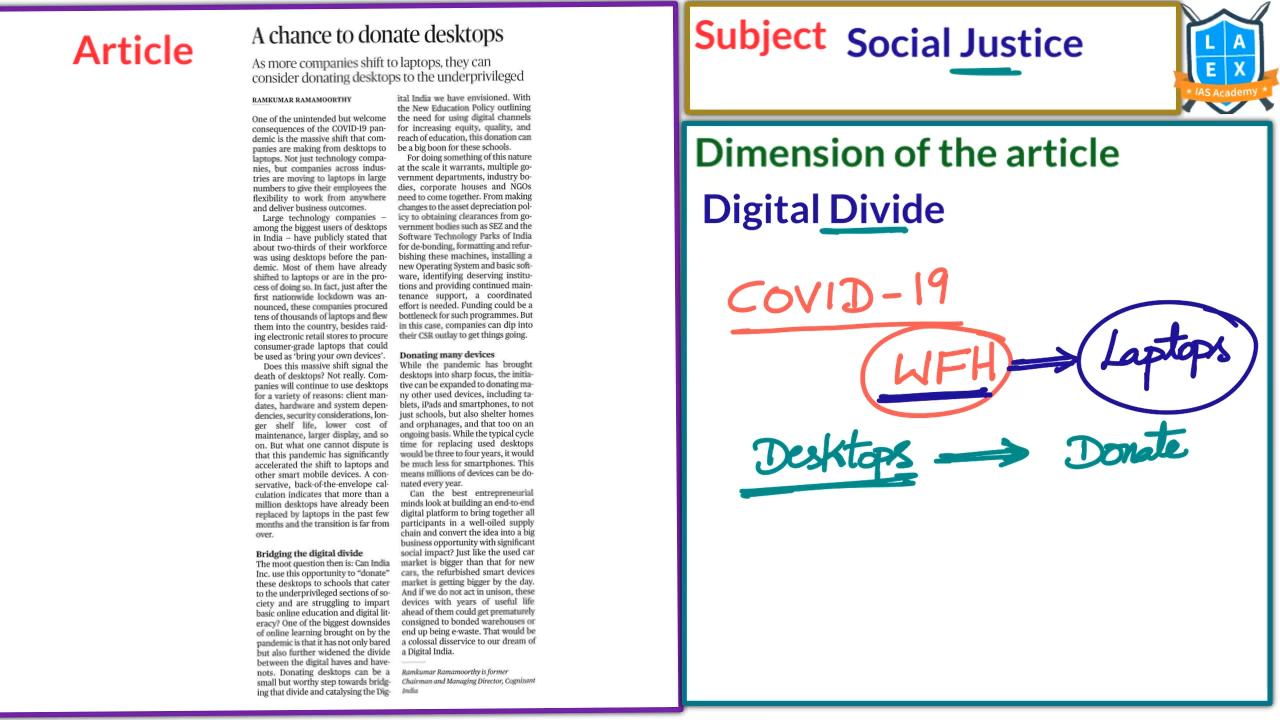 Article
A chance to donate desktops
As more companies shift to laptops, they can
consider donating desktops to the underprivileged
RAMKUMAR RAMAMOORTHY
One of the unintended but welcome
consequences of the COVID-19 pan-
demic is the massive shift that com-
panies are making from desktops to
laptops. Not just technology compa-
nies, but companies across indus-
tries are moving to laptops in large
numbers to give their employees the
flexibility to work from anywhere
and deliver business outcomes.
Large technology companies –
among the biggest users of desktops
in India – have publicly stated that
about two-thirds of their workforce
was using desktops before the pan-
demic. Most of them have already
shifted to laptops or are in the pro-
cess of doing so. In fact, just after the
first nationwide lockdown was an-
nounced, these companies procured
tens of thousands of laptops and flew
them into the country, besides raid-
ing electronic retail stores to procure
consumer-grade laptops that could
be used as ‘bring your own devices’.
Does this massive shift signal the
death of desktops? Not really. Com-
panies will continue to use desktops
for a variety of reasons: client man-
dates, hardware and system depen-
dencies, security considerations, lon-
ger shelf life, lower cost of
maintenance, larger display, and so
on. But what one cannot dispute is
that this pandemic has significantly
accelerated the shift to laptops and
other smart mobile devices. A con-
servative, back-of-the-envelope cal-
culation indicates that more than a
million desktops have already been
replaced by laptops in the past few
months and the transition is far from
over.
Bridging the digital divide
The moot question then is: Can India
Inc. use this opportunity to “donate”
these desktops to schools that cater
to the underprivileged sections of so-
ciety and are struggling to impart
basic online education and digital lit-
eracy? One of the biggest downsides
of online learning brought on by the
pandemic is that it has not only bared
but also further widened the divide
between the digital haves and have-
nots. Donating desktops can be a
small but worthy step towards bridg-
ing that divide and catalysing the Dig-
ital India we have envisioned. With
the New Education Policy outlining
the need for using digital channels
for increasing equity, quality, and
reach of education, this donation can
be a big boon for these schools.
For doing something of this nature
at the scale it warrants, multiple go-
vernment departments, industry bo-
dies, corporate houses and NGOs
need to come together. From making
changes to the asset depreciation pol-
icy to obtaining clearances from go-
vernment bodies such as SEZ and the
Software Technology Parks of India
for de-bonding, formatting and refur-
bishing these machines, installing a
new Operating System and basic soft-
ware, identifying deserving institu-
tions and providing continued main-
tenance support, a coordinated
effort is needed. Funding could be a
bottleneck for such programmes. But
in this case, companies can dip into
their CSR outlay to get things going.
Donating many devices
While the pandemic has brought
desktops into sharp focus, the initia-
tive can be expanded to donating ma-
ny other used devices, including ta-
blets, iPads and smartphones, to not
just schools, but also shelter homes
and orphanages, and that too on an
ongoing basis. While the typical cycle
time for replacing used desktops
would be three to four years, it would
be much less for smartphones. This
means millions of devices can be do-
nated every year.
Can the best entrepreneurial
minds look at building an end-to-end
digital platform to bring together all
participants in a well-oiled supply
chain and convert the idea into a big
business opportunity with significant
social impact? Just like the used car
market is bigger than that for new
cars, the refurbished smart devices
market is getting bigger by the day.
And if we do not act in unison, these
devices with years of useful life
ahead of them could get prematurely
consigned to bonded warehouses or
end up being e-waste. That would be
a colossal disservice to our dream of
a Digital India.
Ramkumar Ramamoorthy is former
Chairman and Managing Director, Cognizant
India
Subject Social Justice
L A
E X
IAS Academy
Dimension of the article
Digital Divide
COVID-19
WFH → Laptops
Desktops → Donate